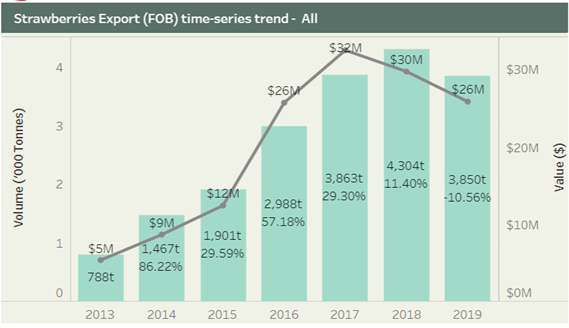 Strawberries Export (FOB) time-series trend - All
Volume ('000 Tonnes)
4
3
2
1
0
$5M
788t
$9M
1,467t
86.22%
$12M
1,901t
29.59%
$26M
2,988t
57.18%
$32M
3,863t
29.30%
$30M
4,304t
11.40%
$26M
3,850t
-10.56%
$30M
$20M
$10M
$0M
Value ($)
2013 2014 2015 2016 2017 2018 2019